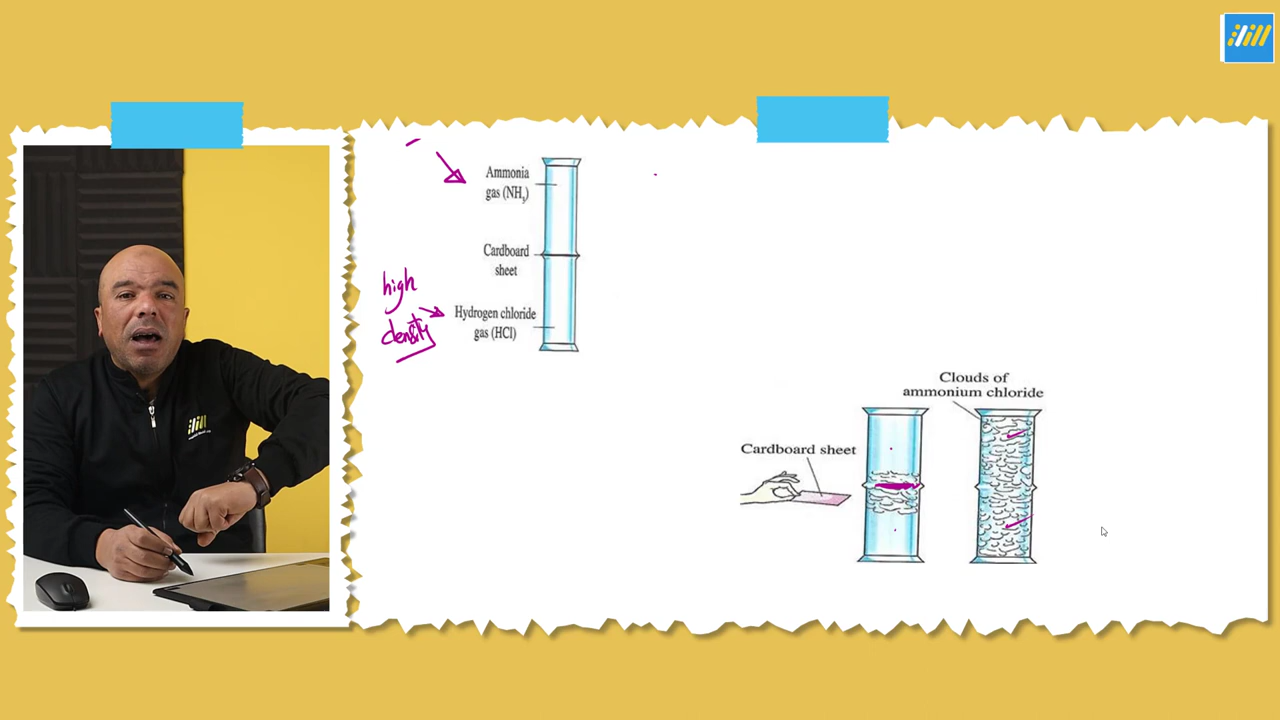 Ammonia
gas (NH₃)
Cardboard
sheet
high
density
Hydrogen chloride
gas (HCl)
Clouds of
ammonium chloride
Cardboard sheet